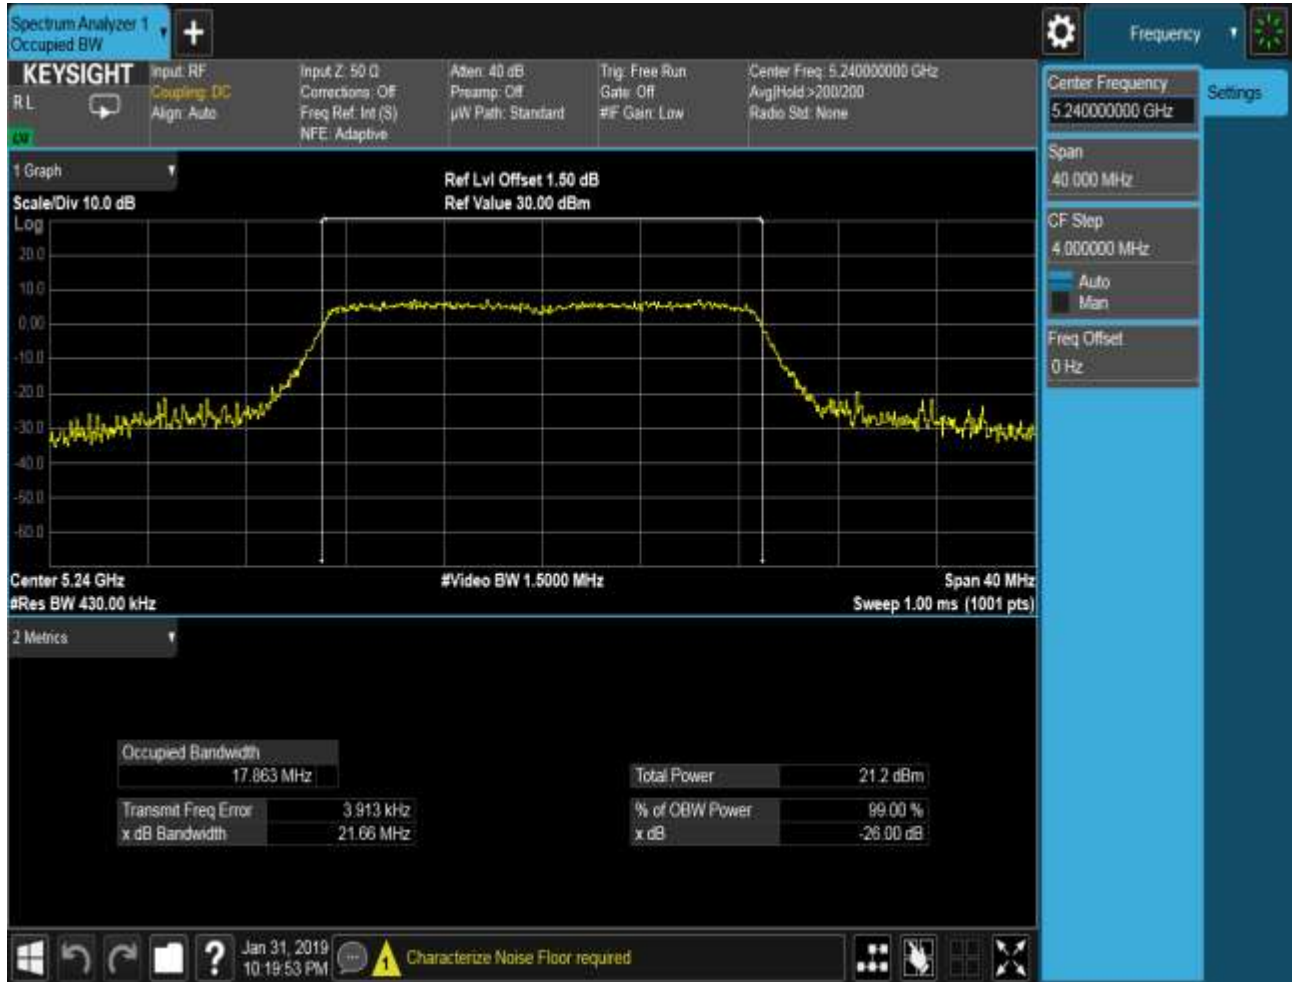 Spectrum Analyzer 1
Occupied BW
Frequency
KEYSIGHT
R L
Input: RF
Coupling: DC
Align: Auto
Input Z: 50 Ω
Corrections: Off
Freq Ref: Int (S)
NFE: Adaptive
Atten: 40 dB
Preamp: Off
µW Path: Standard
Trig: Free Run
Gate: Off
#IF Gain: Low
Center Freq: 5.240000000 GHz
Avg|Hold:>200/200
Radio Std: None
Center Frequency
5.240000000 GHz
Settings
Span
40.000 MHz
CF Step
4.000000 MHz
Auto
Man
Freq Offset
0 Hz
1 Graph
Scale/Div 10.0 dB
Ref Lvl Offset 1.50 dB
Ref Value 30.00 dBm
Log
20.0
10.0
0.00
-10.0
-20.0
-30.0
-40.0
-50.0
-60.0
Center 5.24 GHz
#Video BW 1.5000 MHz
Span 40 MHz
#Res BW 430.00 kHz
Sweep 1.00 ms (1001 pts)
2 Metrics
Occupied Bandwidth
17.863 MHz
Total Power 21.2 dBm
Transmit Freq Error 3.913 kHz
% of OBW Power 99.00 %
x dB Bandwidth 21.66 MHz
x dB -26.00 dB
Jan 31, 2019
10:19:53 PM
1
Characterize Noise Floor required